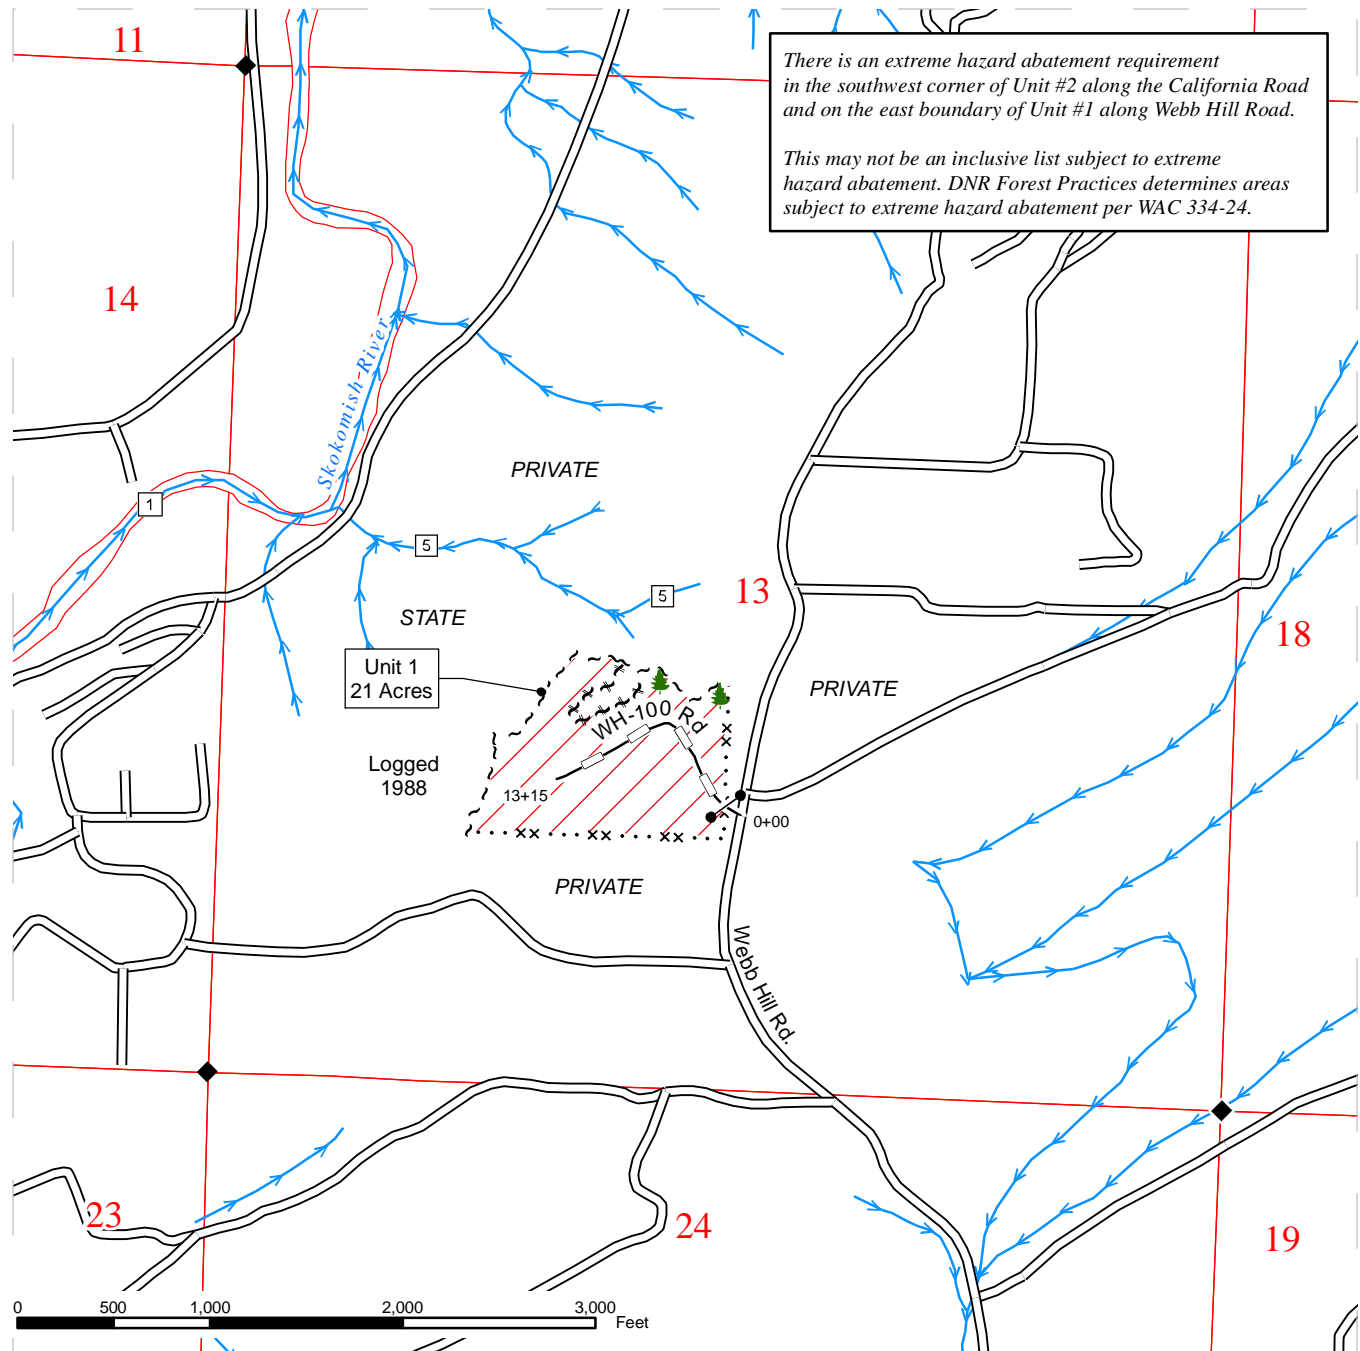 11
There is an extreme hazard abatement requirement
in the southwest corner of Unit #2 along the California Road
and on the east boundary of Unit #1 along Webb Hill Road.
This may not be an inclusive list subject to extreme
hazard abatement. DNR Forest Practices determines areas
subject to extreme hazard abatement per WAC 334-24.
14
Skokomish River
PRIVATE
1
5
5
13
STATE
18
Unit 1
21 Acres
PRIVATE
WH-100 Rd
Logged
1988
13+15
0+00
PRIVATE
Webb Hill Rd.
23
24
19
0
500
1,000
2,000
3,000
Feet